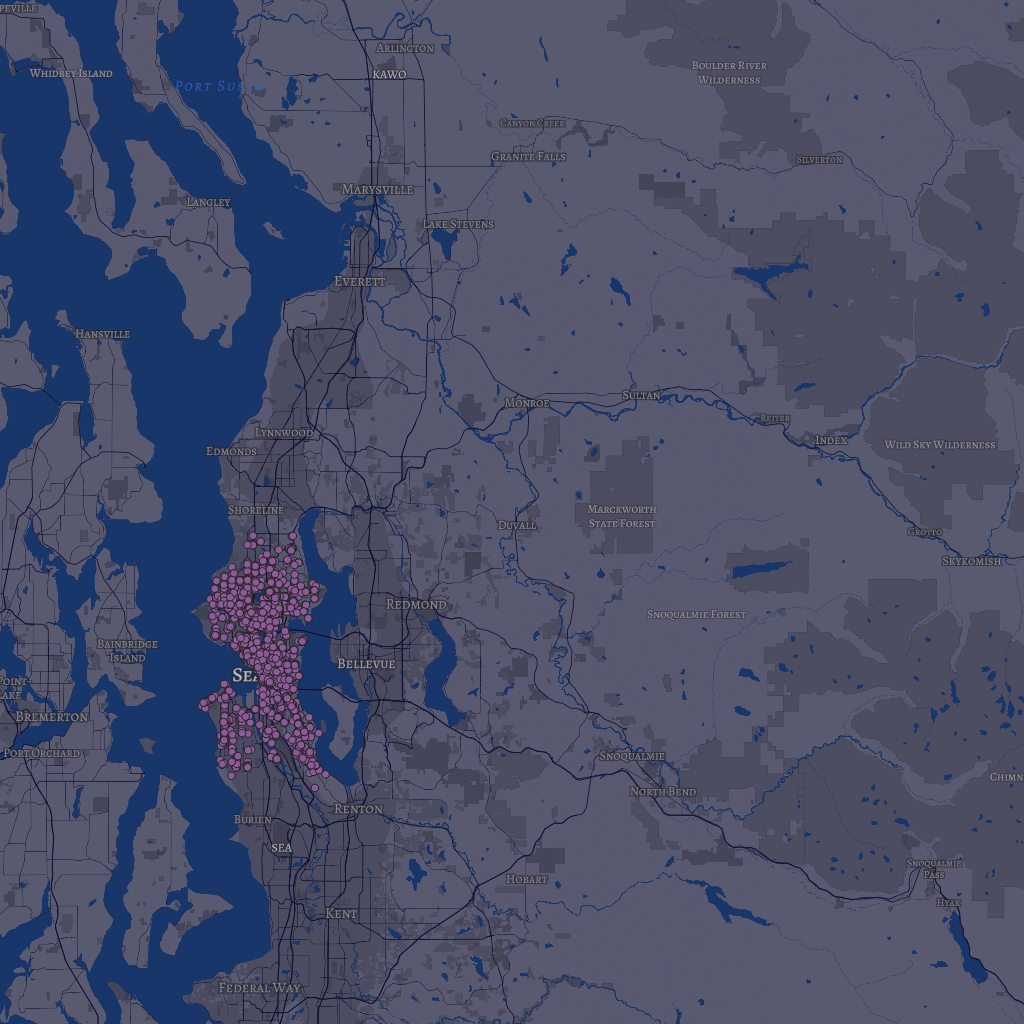 PEVILLE
ARLINGTON
WHIDBEY ISLAND
KAWO
BOULDER RIVER
WILDERNESS
PORT SUSA
CANYON CREEK
GRANITE FALLS
SILVERTON
MARYSVILLE
LANGLEY
LAKE STEVENS
EVERETT
HANSVILLE
MONROE
SULTAN
REITER
INDEX
WILD SKY WILDERNESS
LYNNWOOD
EDMONDS
SHORELINE
MARCKWORTH
STATE FOREST
DUVALL
GROTTO
SKYKOMISH
REDMOND
SNOQUALMIE FOREST
BAINBRIDGE
ISLAND
BELLEVUE
SEA
POINT-
LAKE
BREMERTON
PORT ORCHARD
SNOQUALMIE
CHIMN
NORTH BEND
RENTON
BURIEN
SEA
SNOQUALMIE
PASS
HOBART
HYAK
KENT
FEDERAL WAY